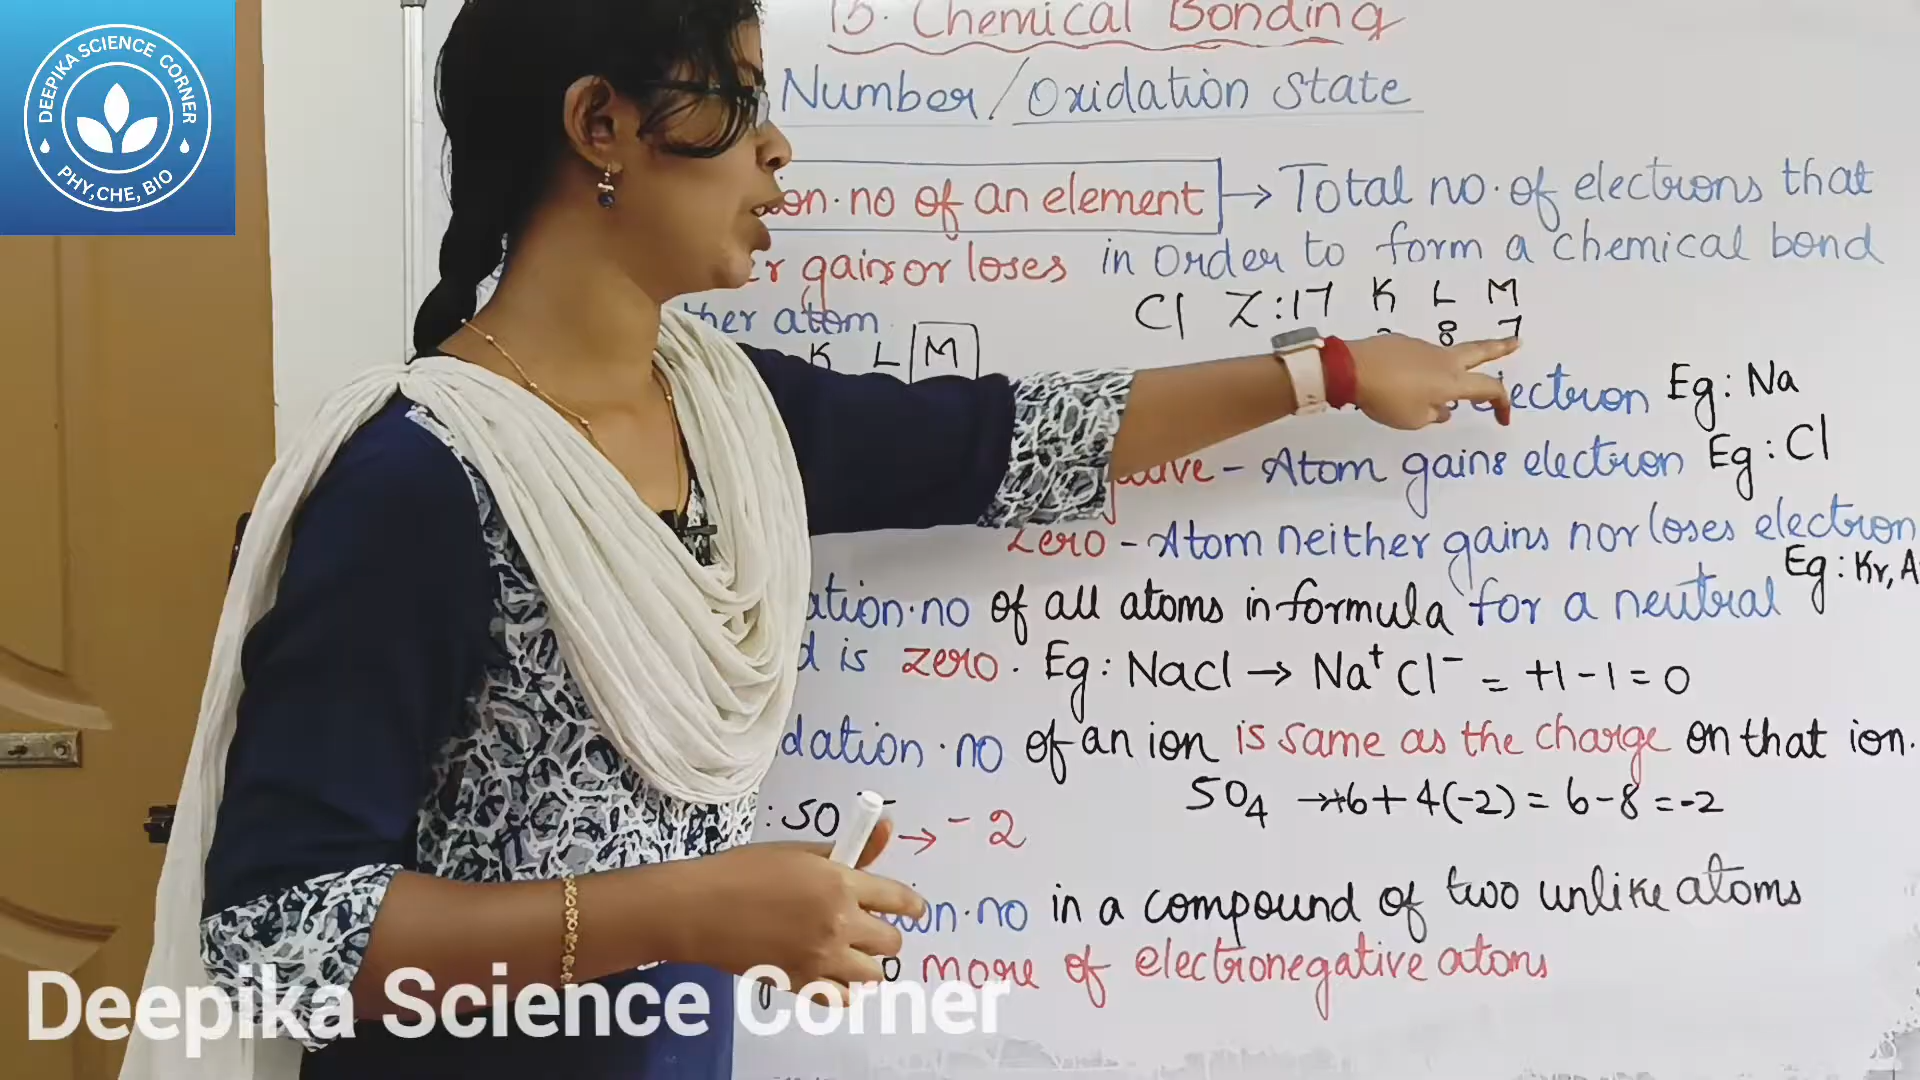 DEEPIKA SCIENCE CORNER
PHY,CHE, BIO
15. Chemical Bonding
Number/Oxidation State
no of an element → Total no. of electrons that
gains or loses in order to form a chemical bond
atom
Cl Z:17 K L M
8 7
K L M
Eg: Na
- Atom gains electron Eg: Cl
Zero - Atom neither gains nor loses electron
Eg: Kr,
no of all atoms in formula for a neutral
is zero. Eg: Nacl → Na⁺ Cl⁻ = +1 - 1 = 0
no of an ion is same as the charge on that ion.
: SO → -2
SO₄ → +6 + 4(-2) = 6 - 8 = -2
no in a compound of two unlike atoms
more of electronegative atoms
Deepika Science Corner